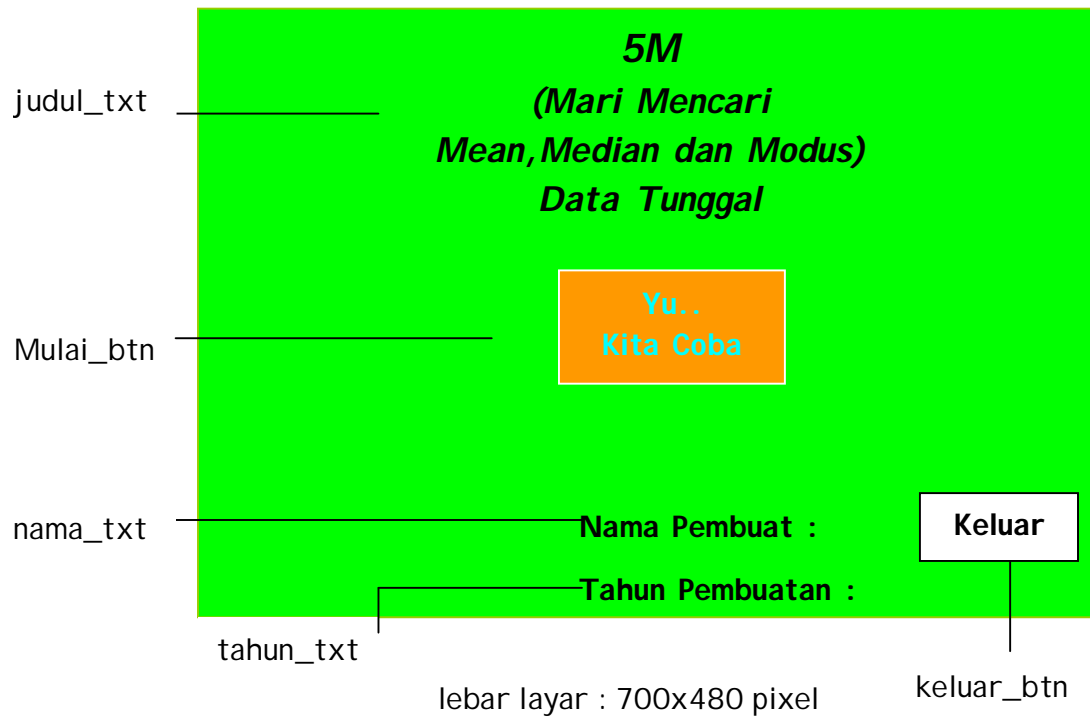 5M
judul_txt
(Mari Mencari
Mean,Median dan Modus)
Data Tunggal
Yu..
Mulai_btn
Kita Coba
nama_txt
Nama Pembuat :
Keluar
Tahun Pembuatan :
tahun_txt
keluar_btn
lebar layar : 700x480 pixel